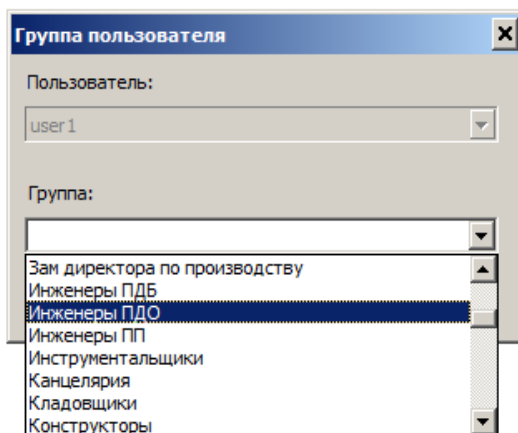 Группа пользователя
Пользователь:
user1
Группа:
Зам директора по производству
Инженеры ПДБ
Инженеры ПДО
Инженеры ПП
Инструментальщики
Канцелярия
Кладовщики
Конструкторы